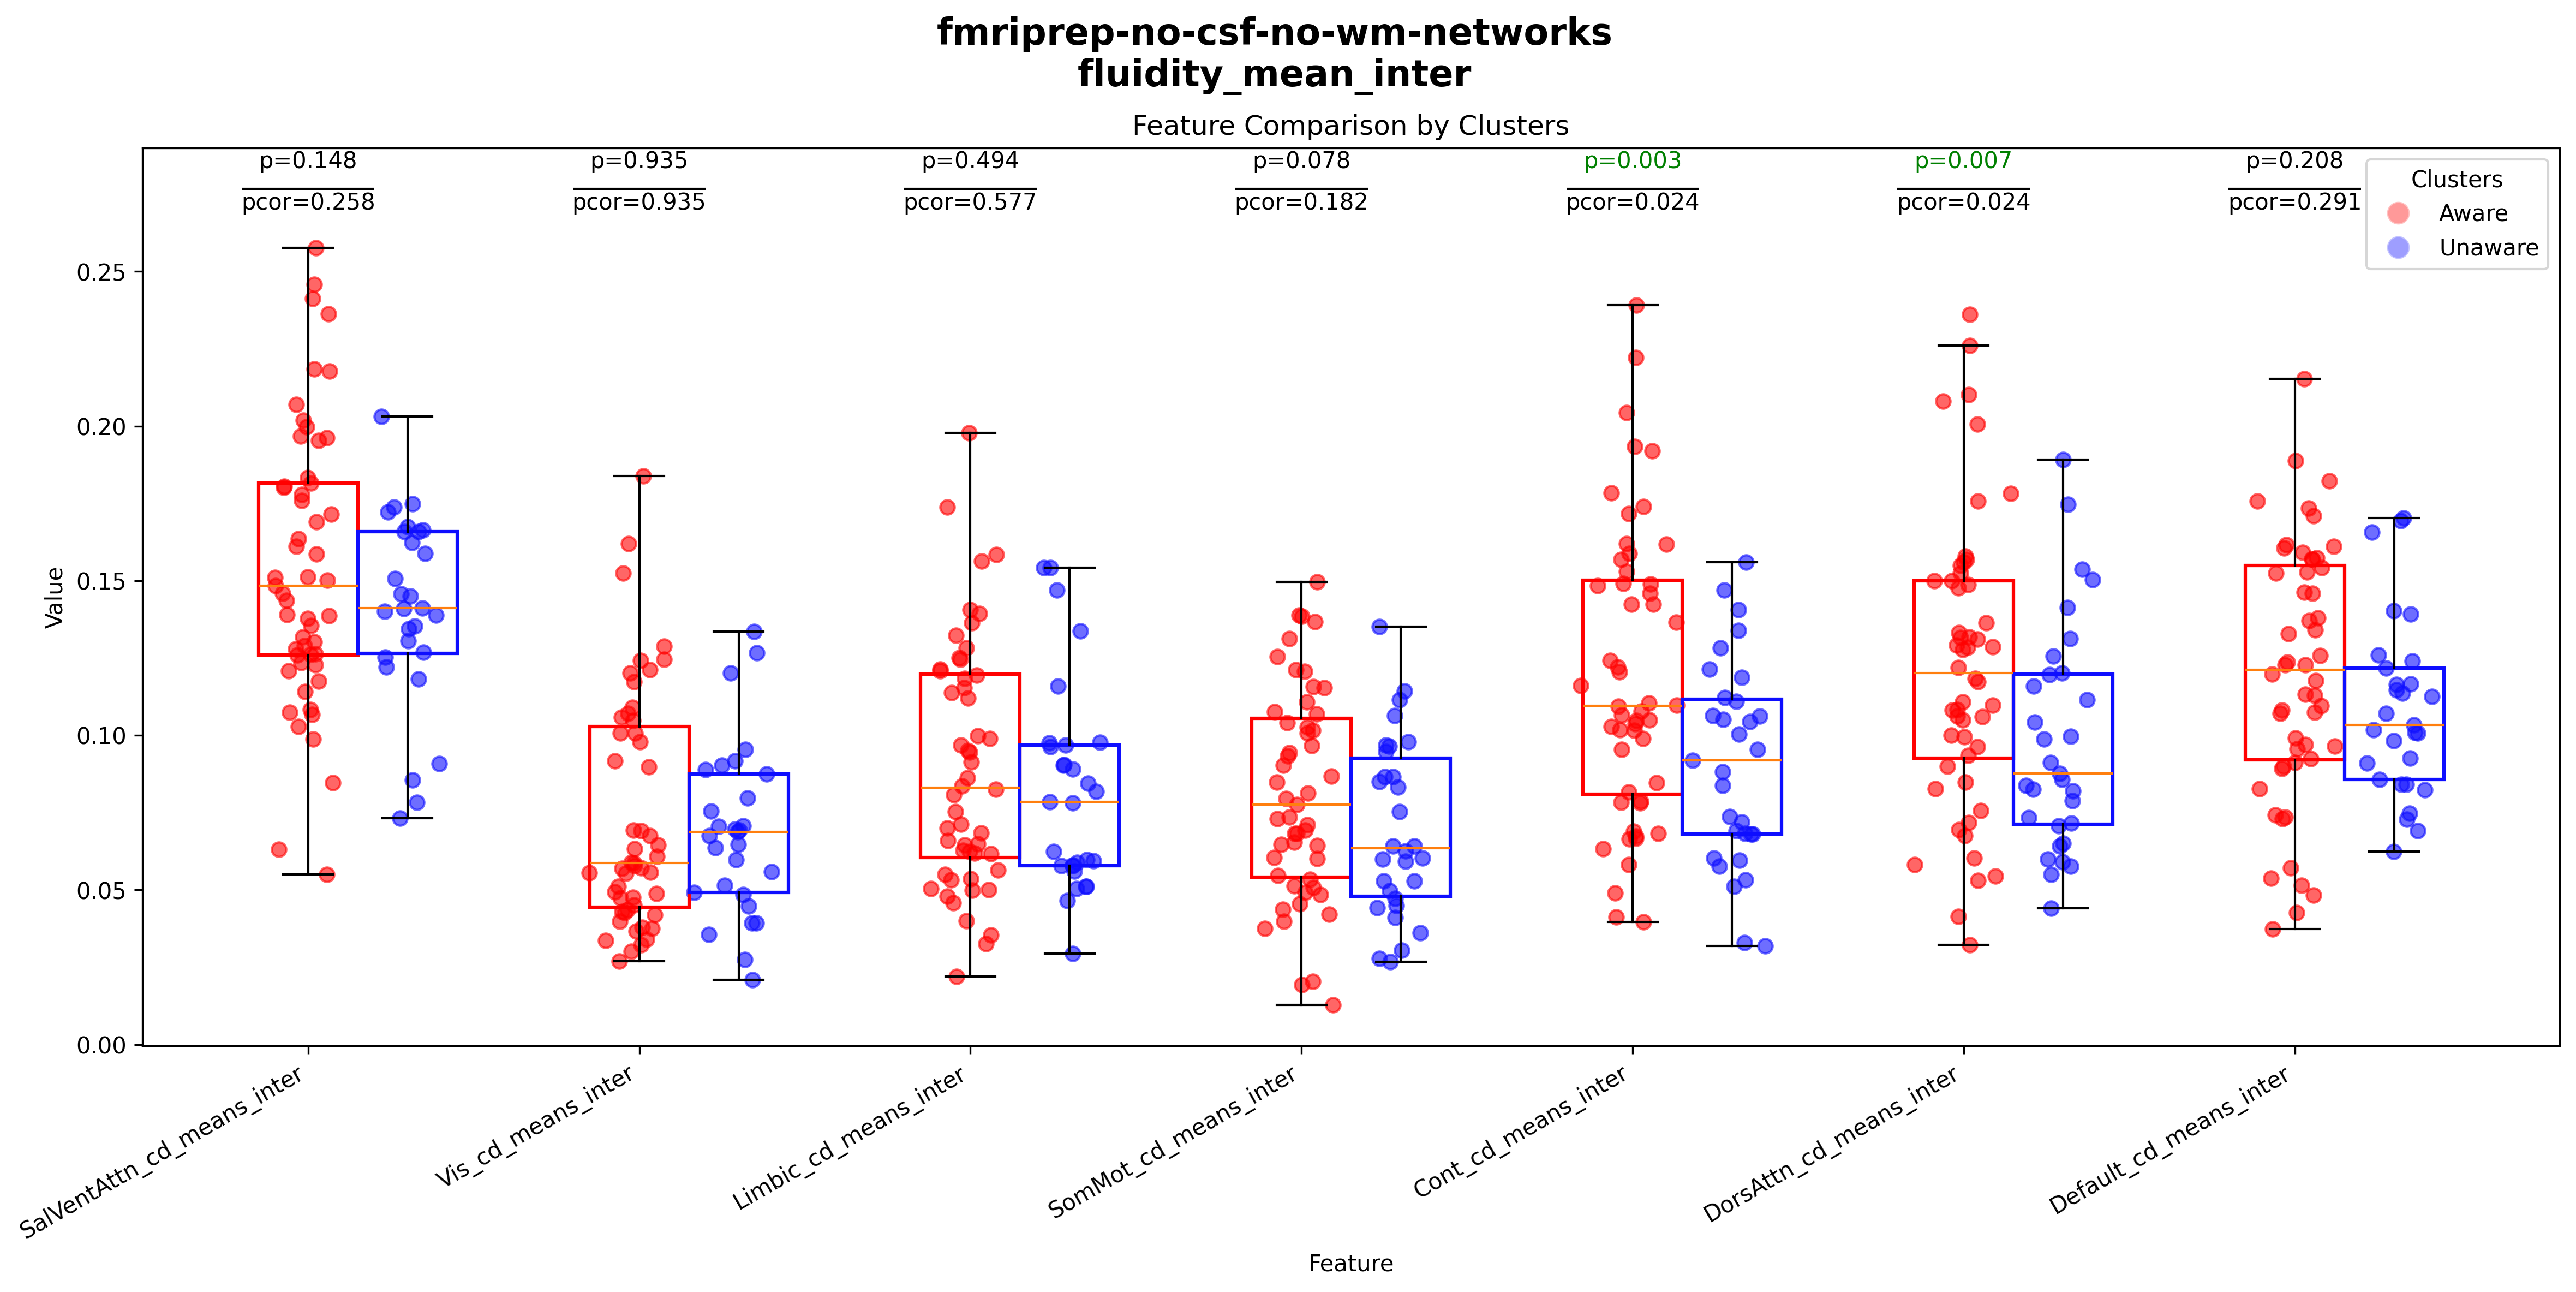 fmriprep-no-csf-no-wm-networks
fluidity_mean_inter
Feature Comparison by Clusters
p=0.148
pcor=0.258
p=0.935
pcor=0.935
p=0.494
pcor=0.577
p=0.078
pcor=0.182
p=0.003
pcor=0.024
p=0.007
pcor=0.024
p=0.208
pcor=0.291
Clusters
Aware
Unaware
Value
0.25
0.20
0.15
0.10
0.05
0.00
SalVentAttn_cd_means_inter
Vis_cd_means_inter
Limbic_cd_means_inter
SomMot_cd_means_inter
Cont_cd_means_inter
DorsAttn_cd_means_inter
Default_cd_means_inter
Feature